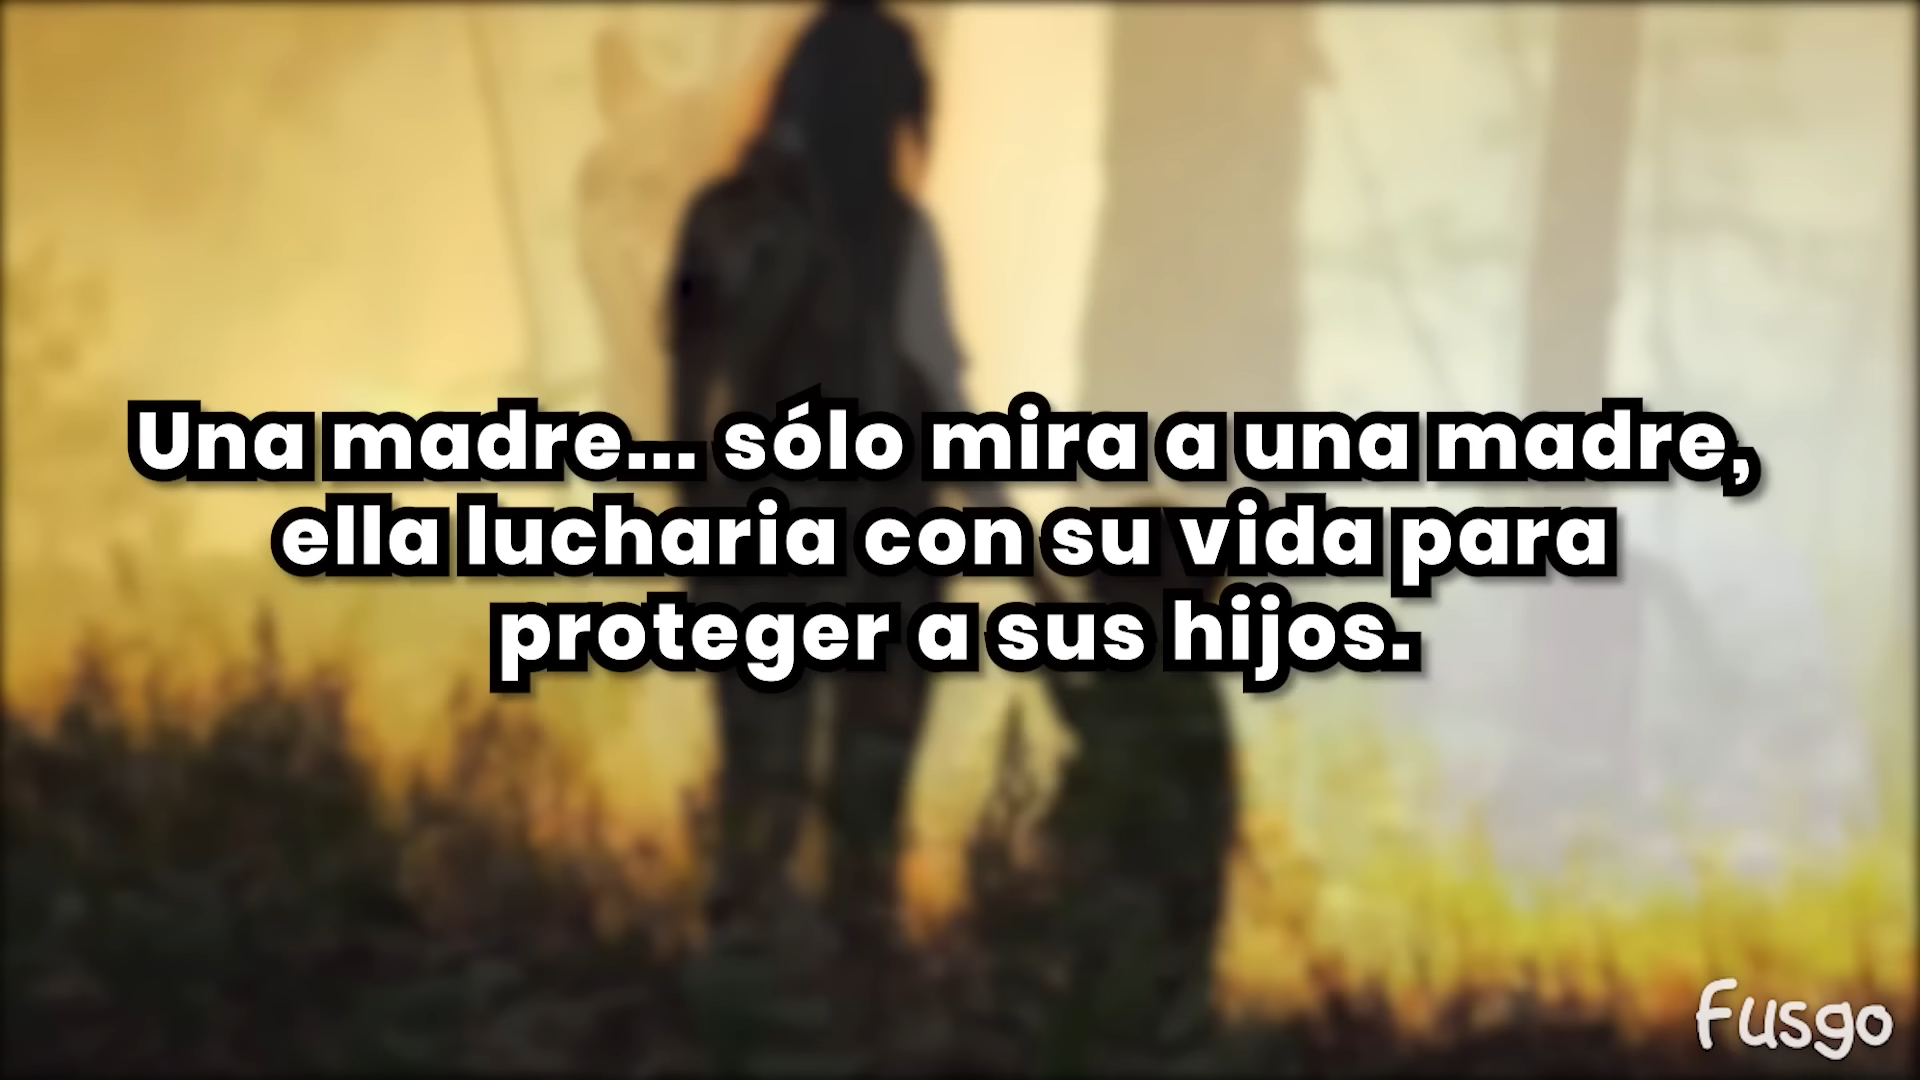 Una madre... sólo mira a una madre,
ella lucharia con su vida para
proteger a sus hijos.
Fusgo